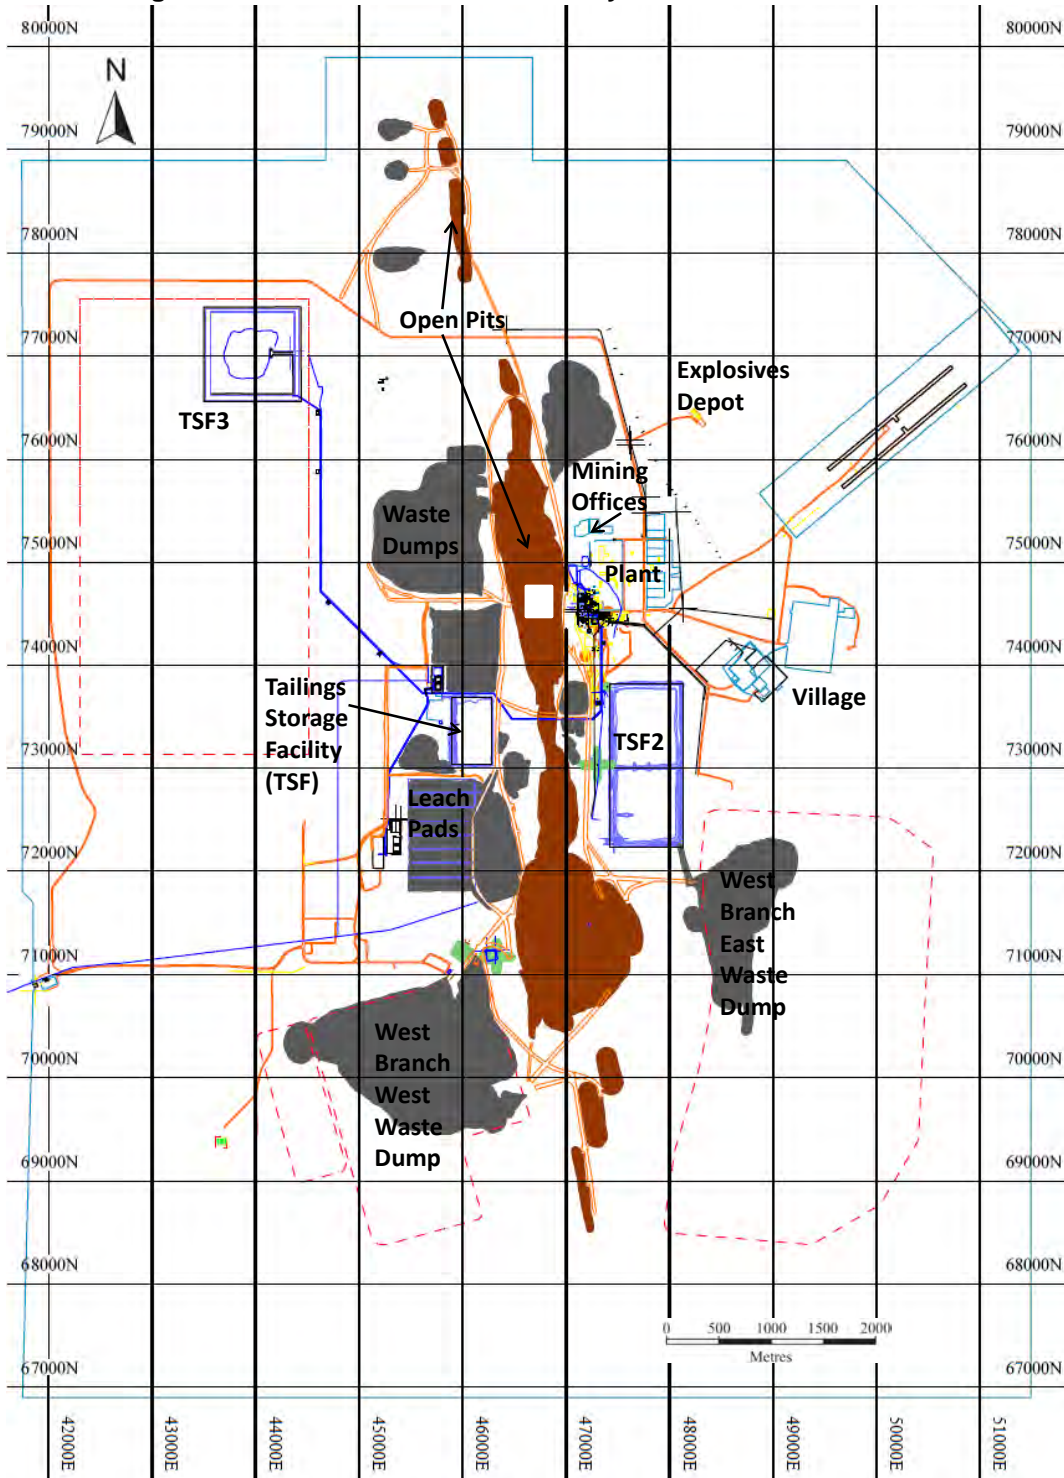 80000N
80000N
N
79000N
79000N
78000N
78000N
77000N
77000N
Open Pits
Explosives
Depot
TSF3
76000N
76000N
Mining
Offices
Waste
Dumps
75000N
75000N
Plant
74000N
74000N
Tailings
Storage
Facility
(TSF)
Village
TSF2
73000N
73000N
Leach
Pads
72000N
72000N
West
Branch
East
Waste
Dump
71000N
71000N
West
Branch
West
Waste
Dump
70000N
70000N
69000N
69000N
68000N
68000N
0 500 1000 1500 2000
Metres
67000N
67000N
42000E
43000E
44000E
45000E
46000E
47000E
48000E
49000E
50000E
51000E